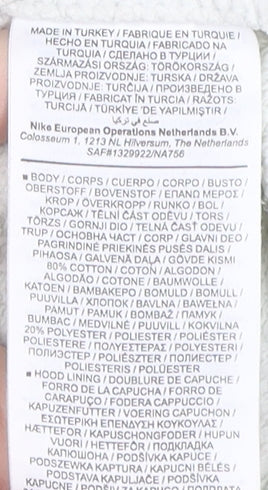 MADE IN TURKEY / FABRIQUE EN TURQUIE /
HECHO EN TURQUIA / FABRICADO NA
TURQUIA / СДЕЛАНО В ТУРЦИИ /
SZÁRMAZÁSI ORSZÁG: TÖRÖKORSZÁG /
ZEMLJA PROIZVODNJE: TURSKA / DRŽAVA
PROIZVODNJE: TURČIJA / ПРОИЗВЕДЕНО В
ТУРЦИЯ / FABRICAT ÎN TURCIA / RAŽOTS:
TURCIJA / TÜRKİYE 'DE YAPILMIŞTIR /
صنع في تركيا
Nike European Operations Netherlands B.V.
Colosseum 1, 1213 NL Hilversum, The Netherlands
SAF#1329922/NA756
▪ BODY / CORPS / CUERPO / CORPO / BUSTO /
OBERSTOFF / BOVENSTOF / ΕΠΑΝΩ ΜΕΡΟΣ /
KROP / ÖVERKROPP / RUNKO / BOL /
КОРСАЖ / TĚLNÍ ČÁST ODĚVU / TORS /
TÖRZS / GORNJI DIO / TELNÁ ČASŤ ODEVU /
TRUP / ОСНОВНА ЧАСТ / CORP / GLAVNI DEO /
PAGRINDINĖ PRIEKINĖS PUSĖS DALIS /
PIHAOSA / GALVENĀ DAĻA / GÖVDE KISMI
80% COTTON / COTON / ALGODON /
ALGODÃO / COTONE / BAUMWOLLE /
KATOEN / ΒΑΜΒΑΚΕΡΟ / BOMULD / BOMULL /
PUUVILLA / ХЛОПОК / BAVLNA / BAWEŁNA /
PAMUT / PAMUK / BOMBAŽ / ПАМУК /
BUMBAC / MEDVILNĖ / PUUVILL / KOKVILNA
20% POLYESTER / POLIESTER / POLIÉSTER /
POLIESTERE / ΠΟΛΥΕΣΤΕΡΑΣ / POLYESTERI /
ПОЛИЭСТЕР / POLIÉSZTER / ПОЛИЕСТЕР /
POLIESTERIS / POLÜESTER
▪ HOOD LINING / DOUBLURE DE CAPUCHE /
FORRO DE LA CAPUCHA / FORRO DE
CARAPUÇO / FODERA CAPPUCCIO /
KAPUZENFUTTER / VOERING CAPUCHON /
ΕΣΩΤΕΡΙΚΗ ΕΠΕΝΔΥΣΗ ΚΟΥΚΟΥΛΑΣ /
HÆTTEFOR / KAPUSCHONGFODER / HUPUN
VUORI / HETTEFÔR / ПОДКЛАДКА
КАПЮШОНА / PODŠÍVKA KAPUCE /
PODSZEWKA KAPTURA / KAPUCNI BÉLÉS /
PODSTAVA KAPULJAČE / PODŠÍVKA